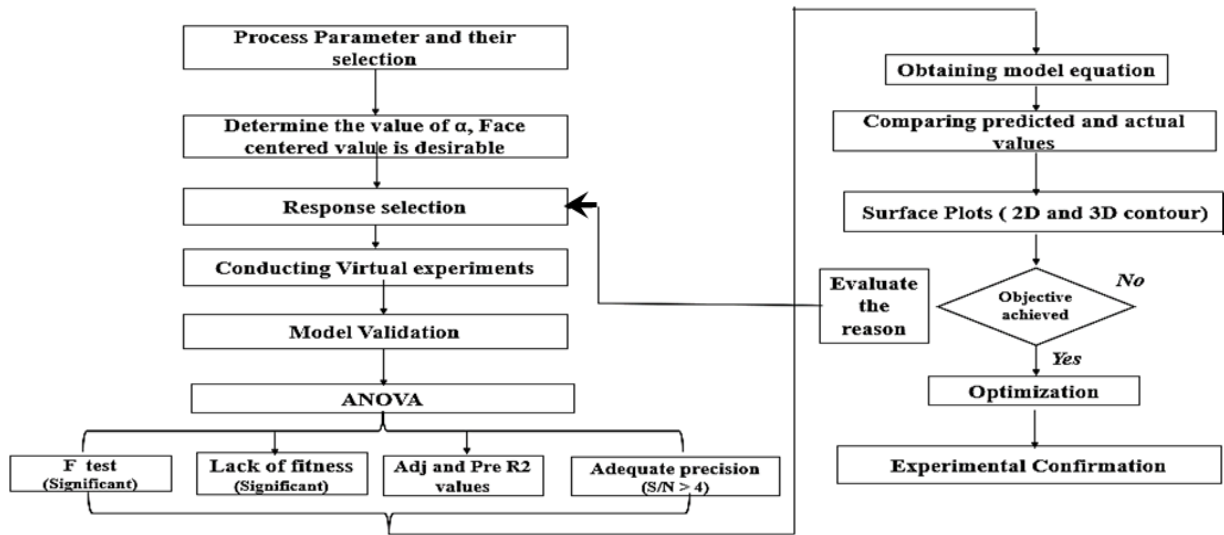 Process Parameter and their
selection
Determine the value of α, Face
centered value is desirable
Response selection
Conducting Virtual experiments
Model Validation
ANOVA
F test
(Significant)
Lack of fitness
(Significant)
Adj and Pre R2
values
Adequate precision
(S/N > 4)
Obtaining model equation
Comparing predicted and actual
values
Surface Plots ( 2D and 3D contour)
Evaluate
the
reason
Objective
achieved
No
Yes
Optimization
Experimental Confirmation